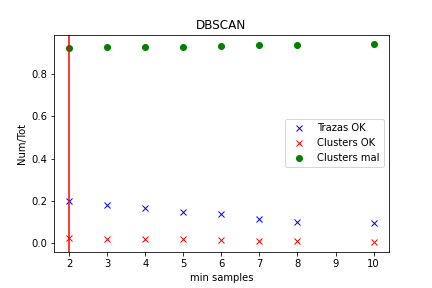 DBSCAN
Num/Tot
0.8
0.6
0.4
0.2
0.0
Trazas OK
Clusters OK
Clusters mal
2 3 4 5 6 7 8 9 10
min samples